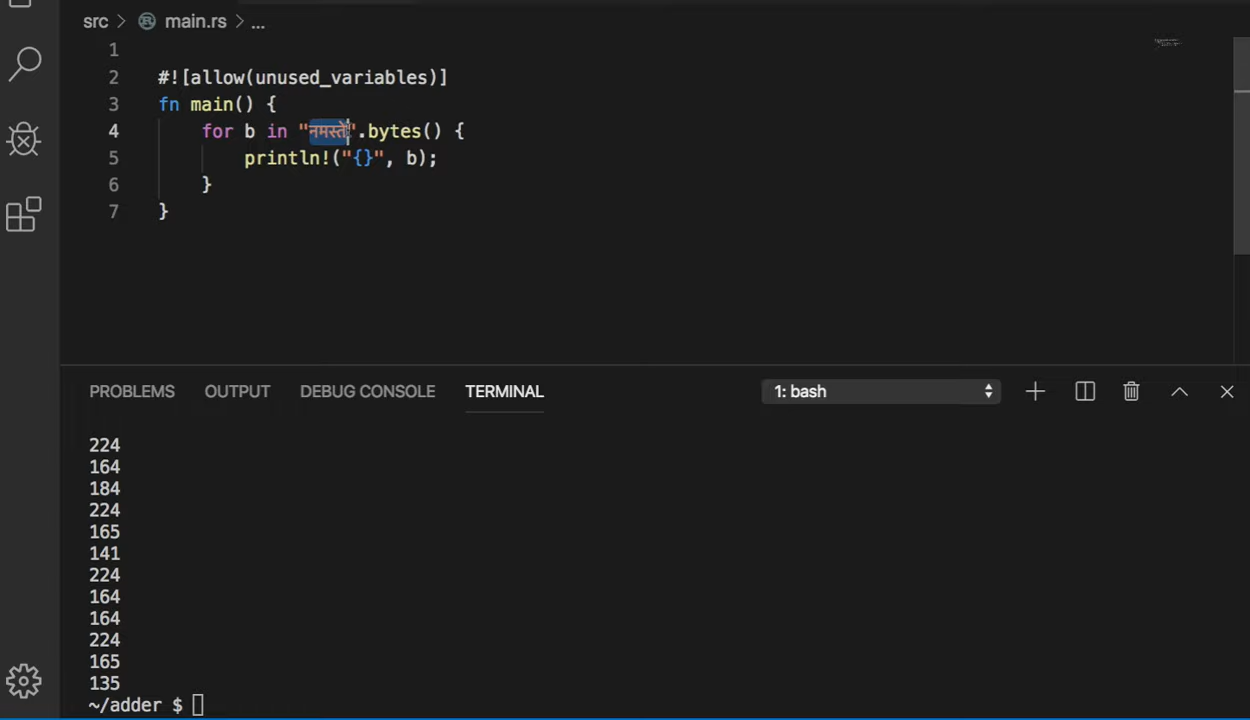 src > main.rs > ...
1
2 #![allow(unused_variables)]
3 fn main() {
4 for b in "नमस्ते".bytes() {
5 println!("{}", b);
6 }
7 }
PROBLEMS OUTPUT DEBUG CONSOLE TERMINAL 1: bash
224
164
184
224
165
141
224
164
164
224
165
135
~/adder $